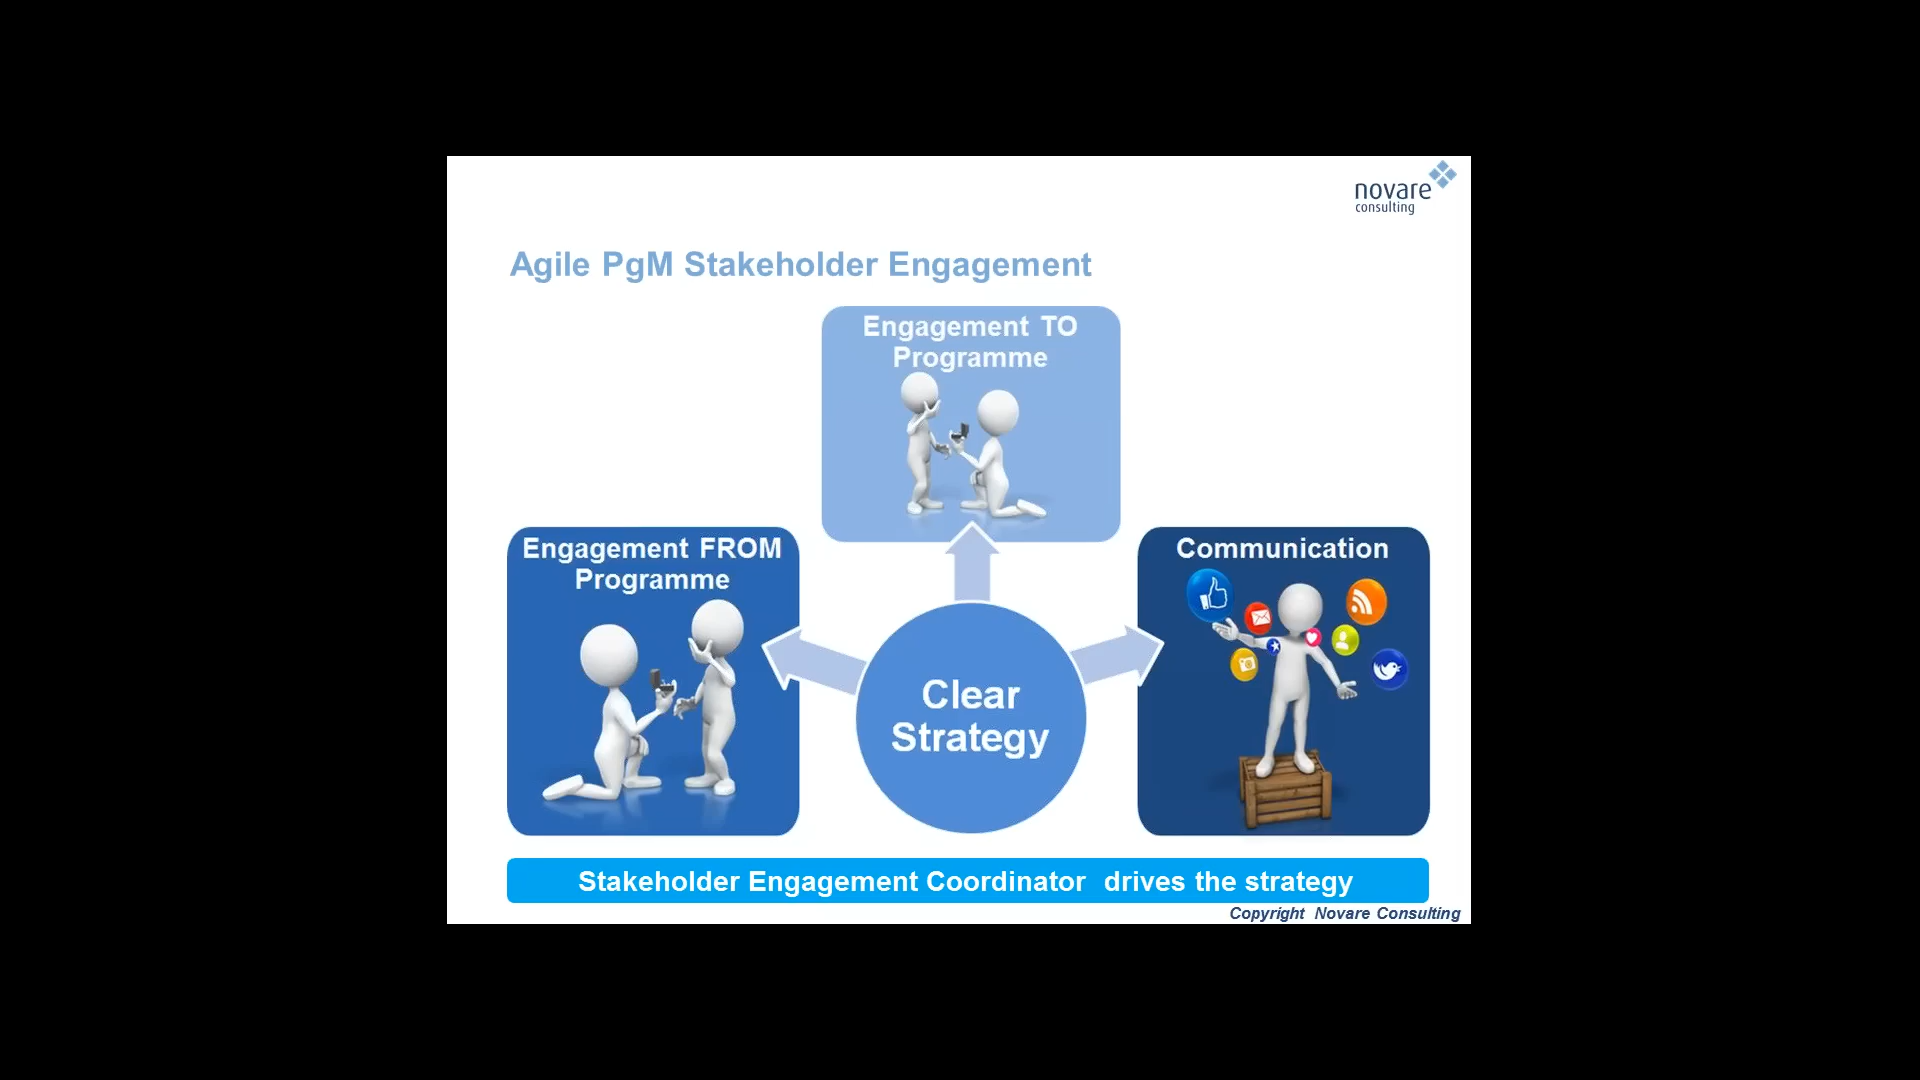 novare
consulting
Agile PgM Stakeholder Engagement
Engagement TO
Programme
Engagement FROM
Programme
Communication
Clear
Strategy
Stakeholder Engagement Coordinator drives the strategy
Copyright Novare Consulting